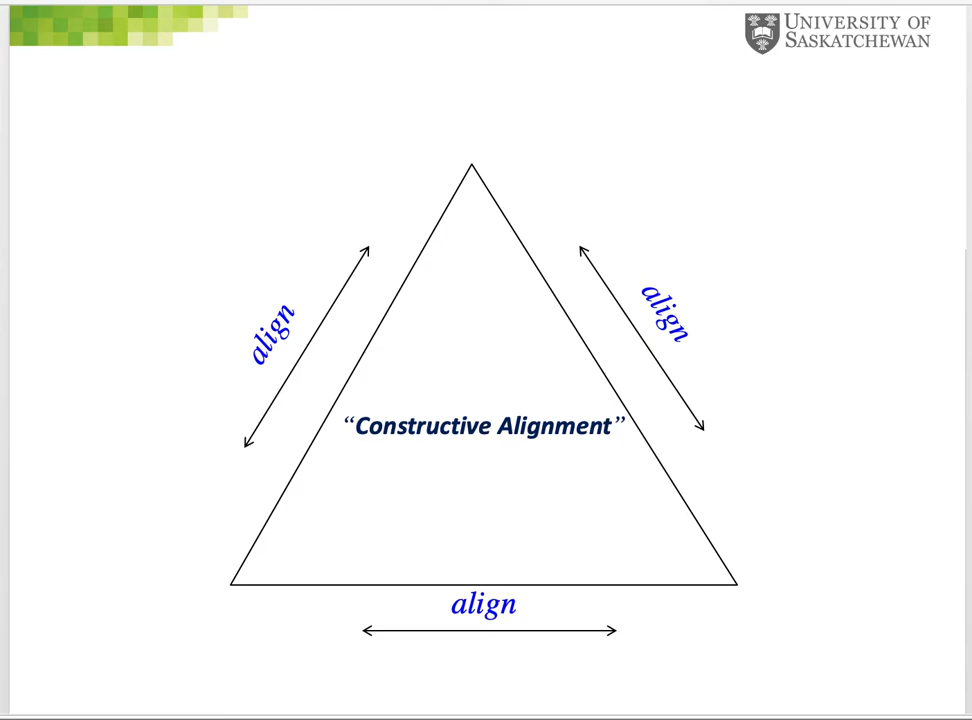 UNIVERSITY OF
SASKATCHEWAN
align
align
“Constructive Alignment”
align